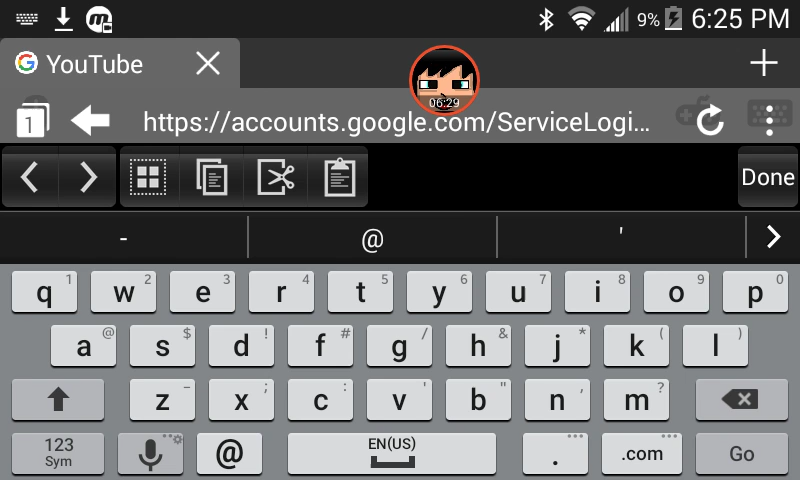 9% 6:25 PM
YouTube
06:29
1 https://accounts.google.com/ServiceLogi...
Done
- @ '
q 1 w 2 e 3 r 4 t 5 y 6 u 7 i 8 o 9 p 0
a @ s $ d ! f # g / h & j * k ( l )
z - x ; c : v ' b " n , m ?
123 Sym @ EN(US) . ... .com ... Go